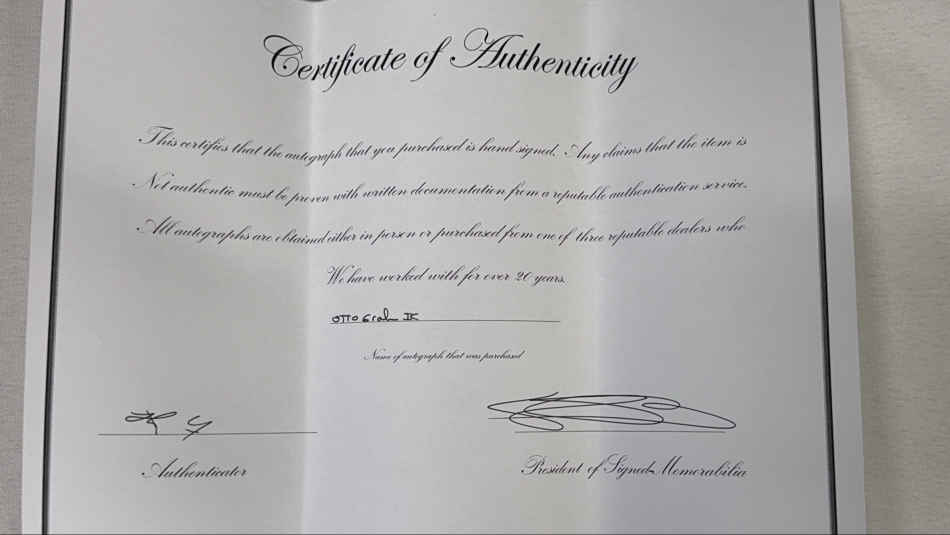 Certificate of Authenticity
This certifies that the autograph that you purchased is hand signed. Any claims that the item is
Not authentic must be proven with written documentation from a reputable authentication service.
All autographs are obtained either in person or purchased from one of three reputable dealers who
We have worked with for over 20 years.
OTTO
Name of autograph that was purchased
Authenticator
President of Signed Memorabilia